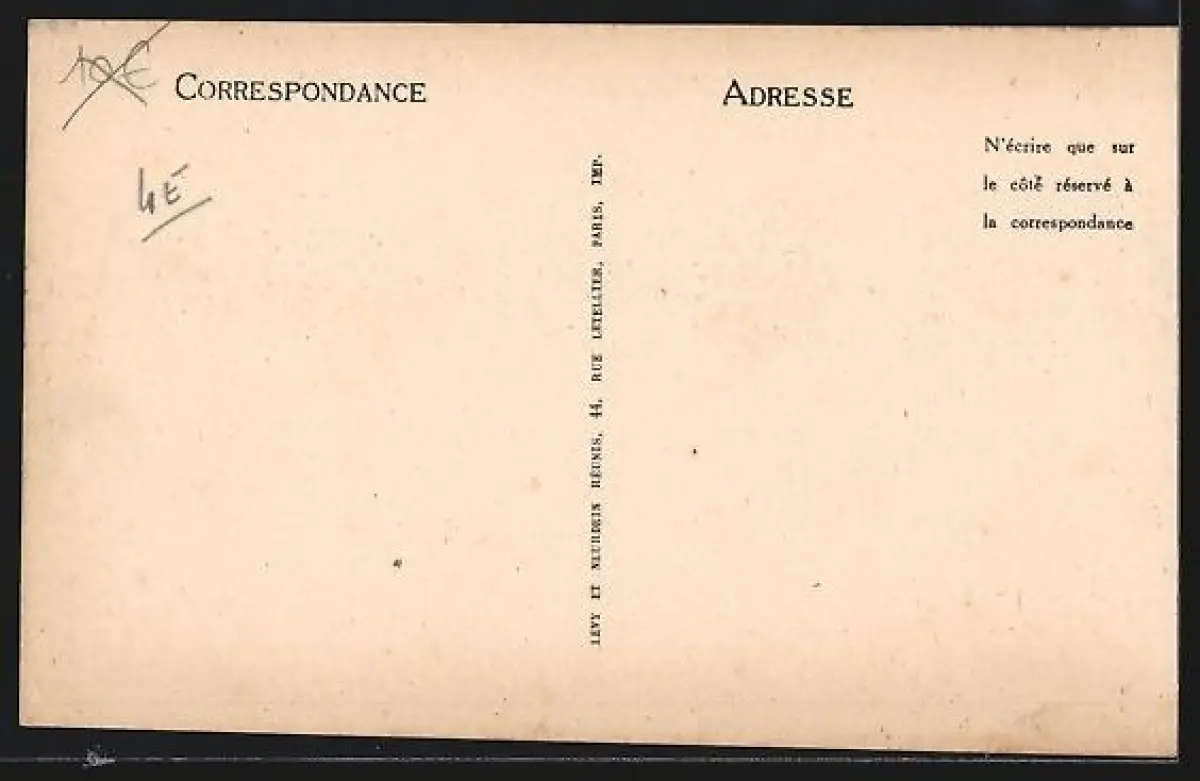 10€
CORRESPONDANCE
4€
LÉVY ET NEURDEIN RÉUNIS, 44, RUE LETELLIER, PARIS, IMP.
ADRESSE
N'écrire que sur
le côté réservé à
la correspondance